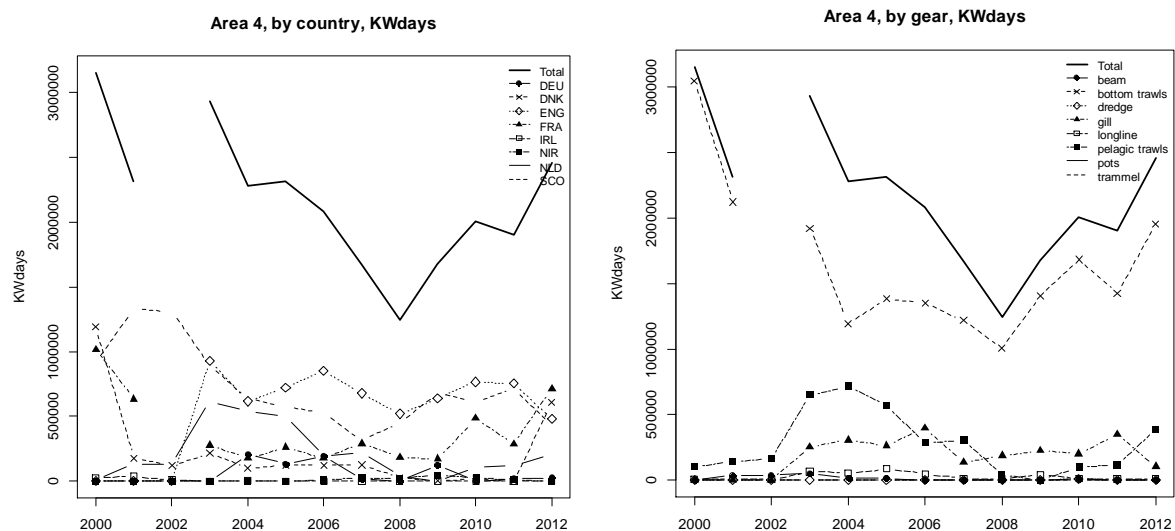 Area 4, by country, KWdays
KWdays
3000000
2000000
1000000
500000
0
Total
DEU
DNK
ENG
FRA
IRL
NIR
NLD
SCO
2000 2002 2004 2006 2008 2010 2012
Area 4, by gear, KWdays
KWdays
3000000
2000000
1000000
500000
0
Total
beam
bottom trawls
dredge
gill
longline
pelagic trawls
pots
trammel
2000 2002 2004 2006 2008 2010 2012